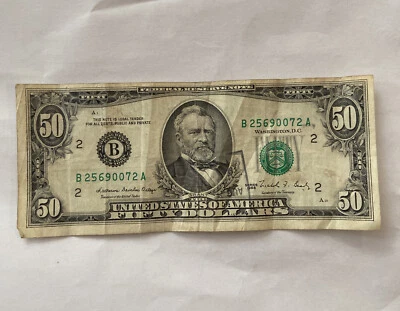 FEDERAL RESERVE NOTE
50
50
THIS NOTE IS LEGAL TENDER
FOR ALL DEBTS, PUBLIC AND PRIVATE
B 25690072 A
WASHINGTON, D.C.
2
2
B
B 25690072 A
2
2
50
50
UNITED STATES OF AMERICA
FIFTY DOLLARS